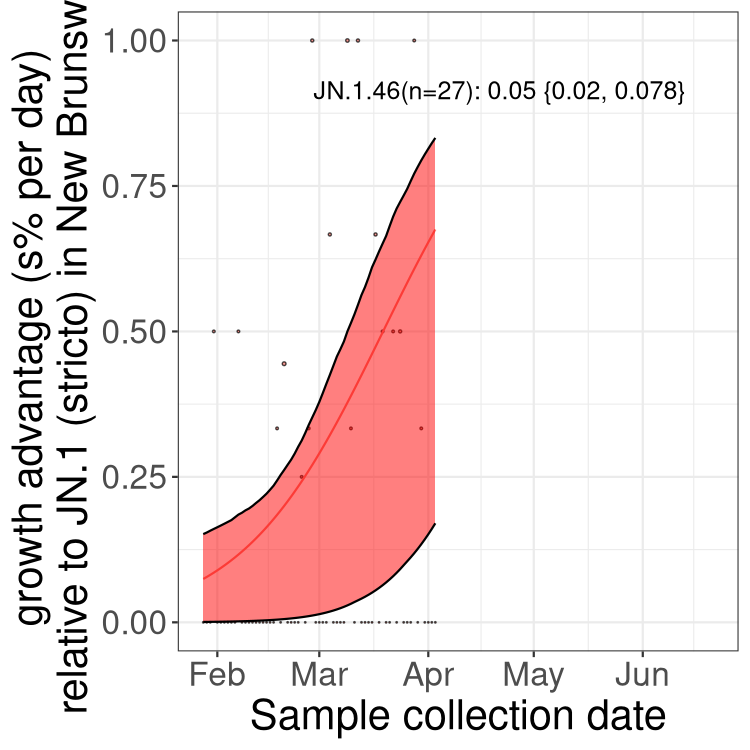 growth advantage (s% per day)
relative to JN.1 (stricto) in New Brunsw
1.00
0.75
0.50
0.25
0.00
JN.1.46(n=27): 0.05 {0.02, 0.078}
Feb Mar Apr May Jun
Sample collection date